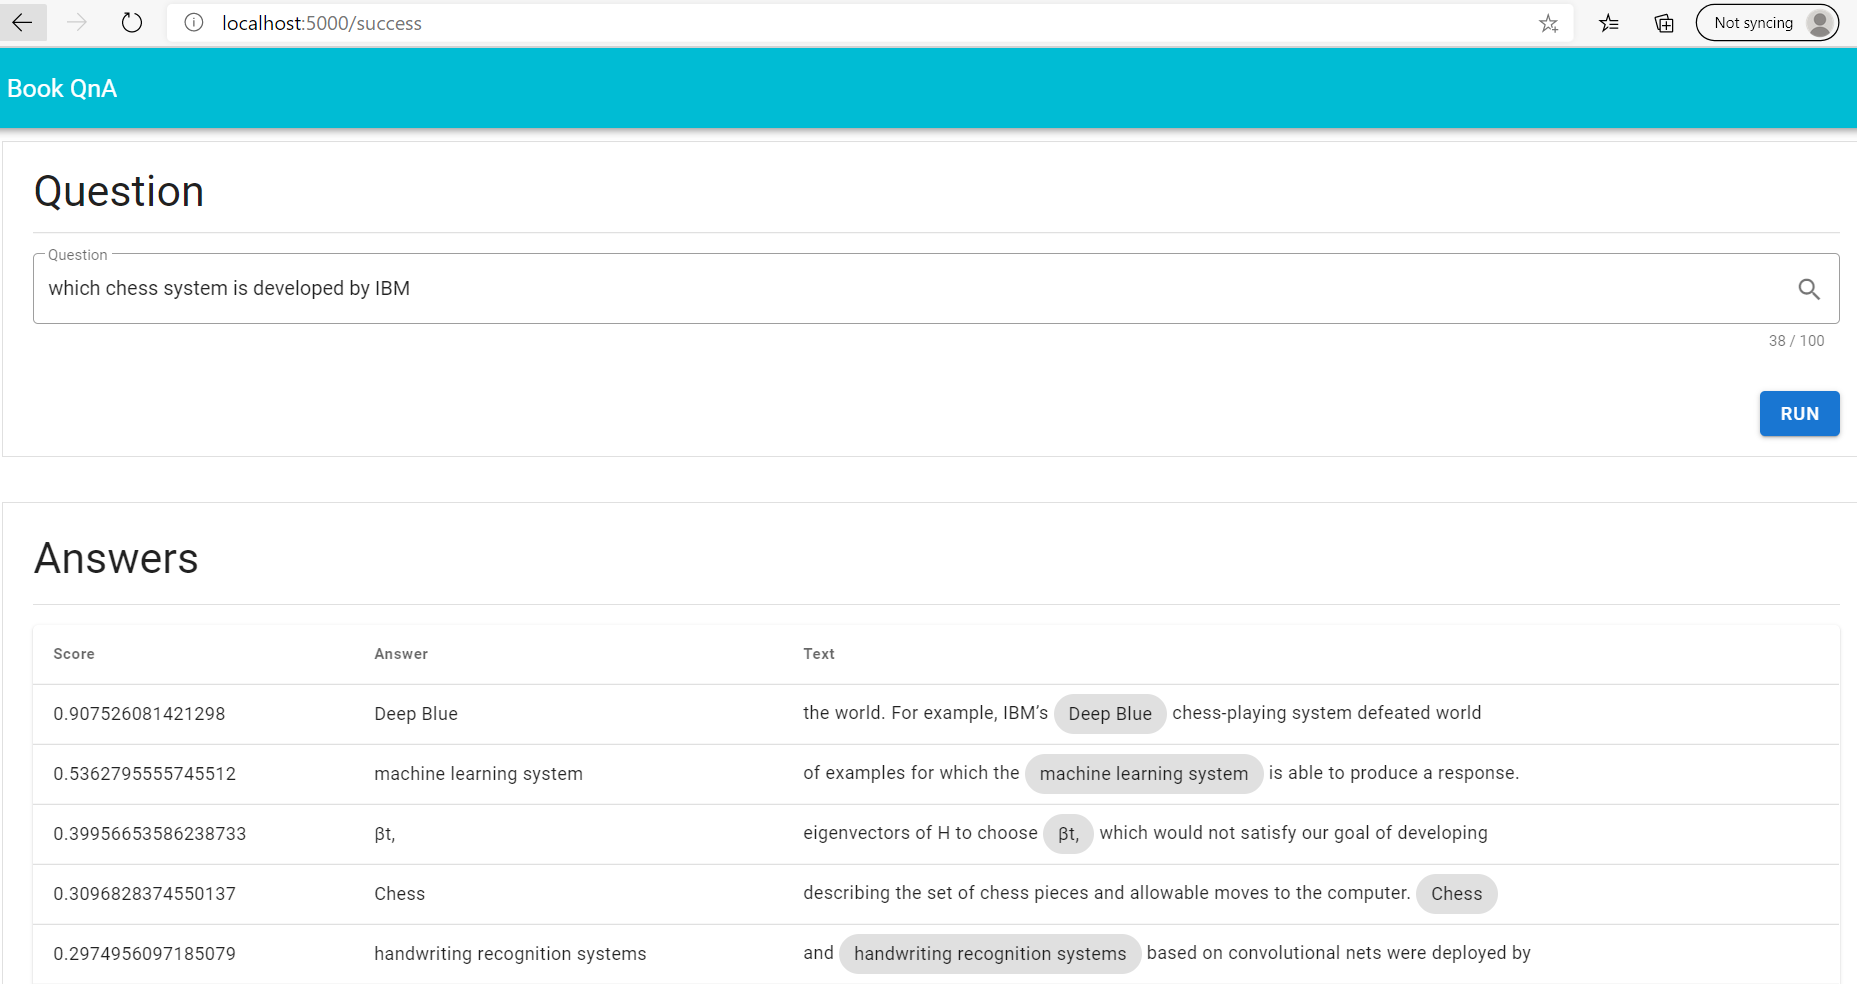 localhost:5000/success
Not syncing
Book QnA
Question
Question
which chess system is developed by IBM
38 / 100
RUN
Answers
Score Answer Text
0.907526081421298 Deep Blue the world. For example, IBM’s Deep Blue chess-playing system defeated world
0.5362795555745512 machine learning system of examples for which the machine learning system is able to produce a response.
0.39956653586238733 βt, eigenvectors of H to choose βt, which would not satisfy our goal of developing
0.3096828374550137 Chess describing the set of chess pieces and allowable moves to the computer. Chess
0.2974956097185079 handwriting recognition systems and handwriting recognition systems based on convolutional nets were deployed by